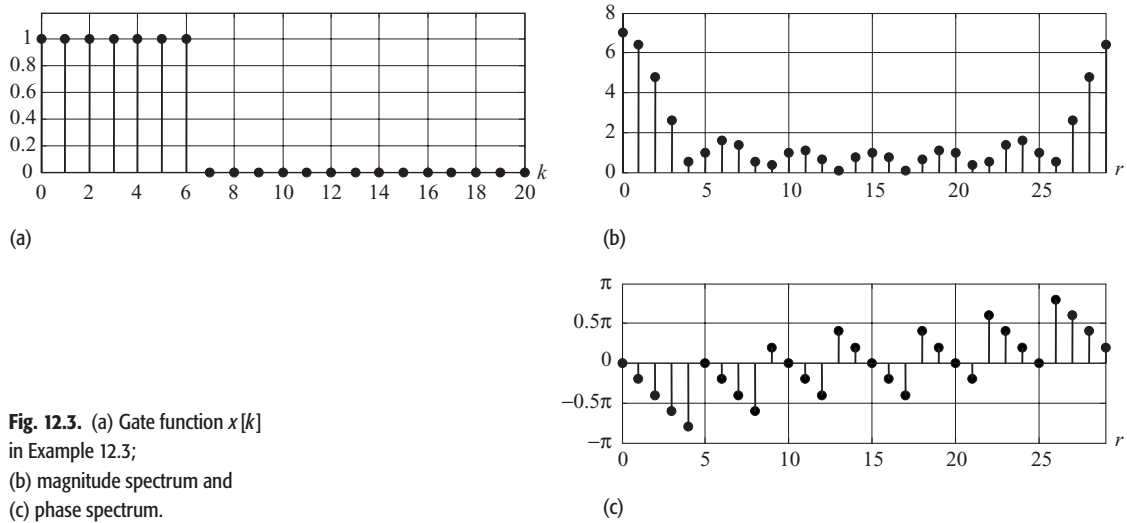 1
0.8
0.6
0.4
0.2
0
0 2 4 6 8 10 12 14 16 18 20 k
(a)
8
6
4
2
0
0 5 10 15 20 25 r
(b)
π
0.5π
0
−0.5π
−π
0 5 10 15 20 25 r
(c)
Fig. 12.3. (a) Gate function x[k]
in Example 12.3;
(b) magnitude spectrum and
(c) phase spectrum.